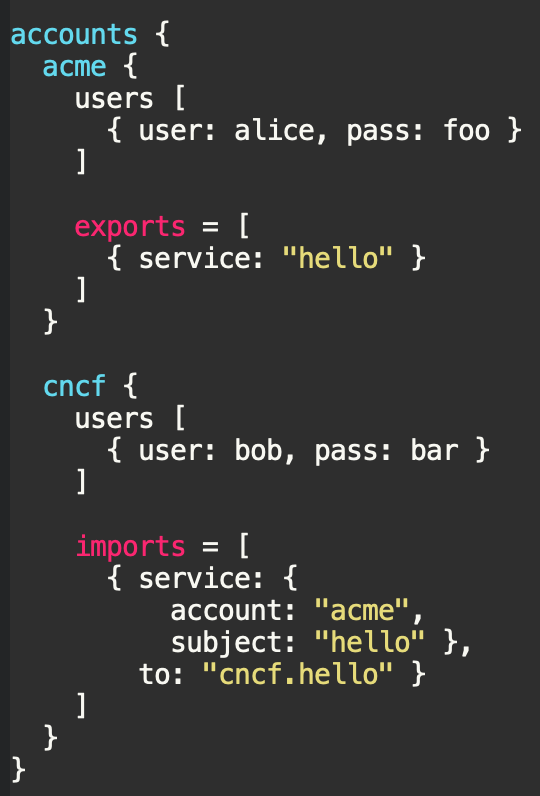 accounts {
  acme {
    users [
      { user: alice, pass: foo }
    ]

    exports = [
      { service: "hello" }
    ]
  }

  cncf {
    users [
      { user: bob, pass: bar }
    ]

    imports = [
      { service: {
          account: "acme",
          subject: "hello" },
        to: "cncf.hello" }
    ]
  }
}